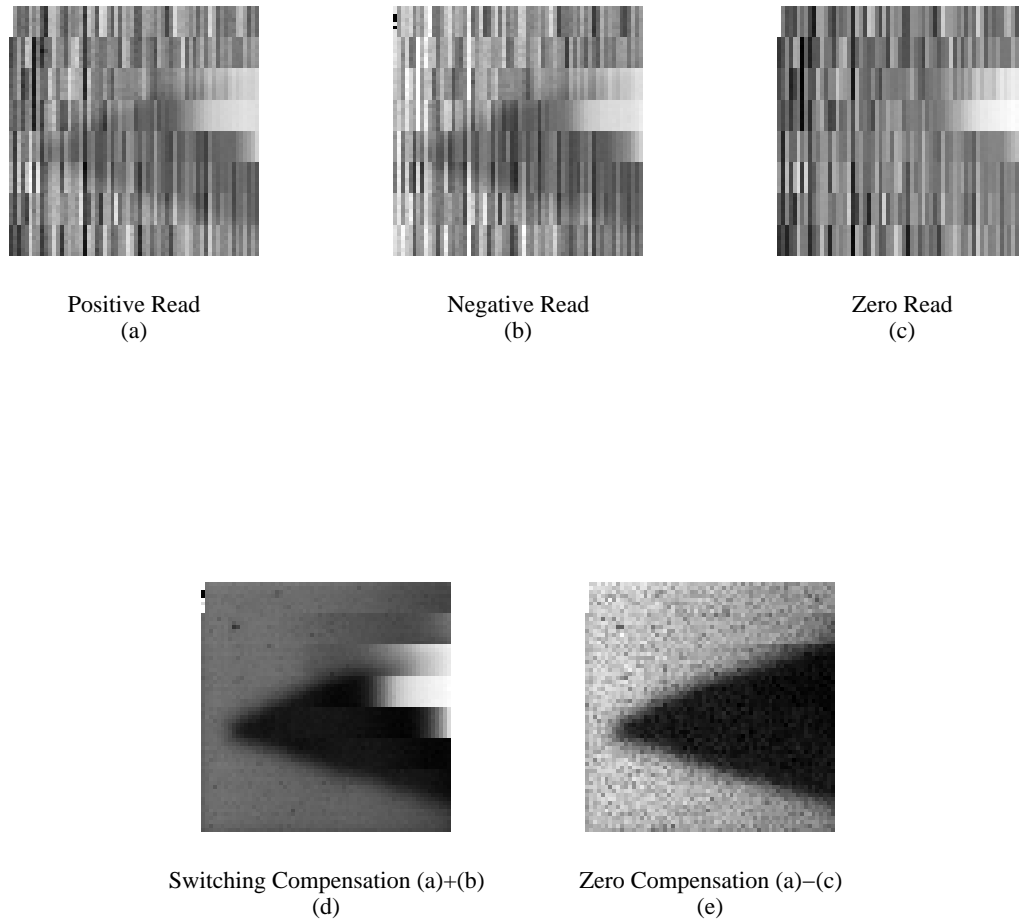 Positive Read
(a)
Negative Read
(b)
Zero Read
(c)
Switching Compensation (a)+(b)
(d)
Zero Compensation (a)−(c)
(e)